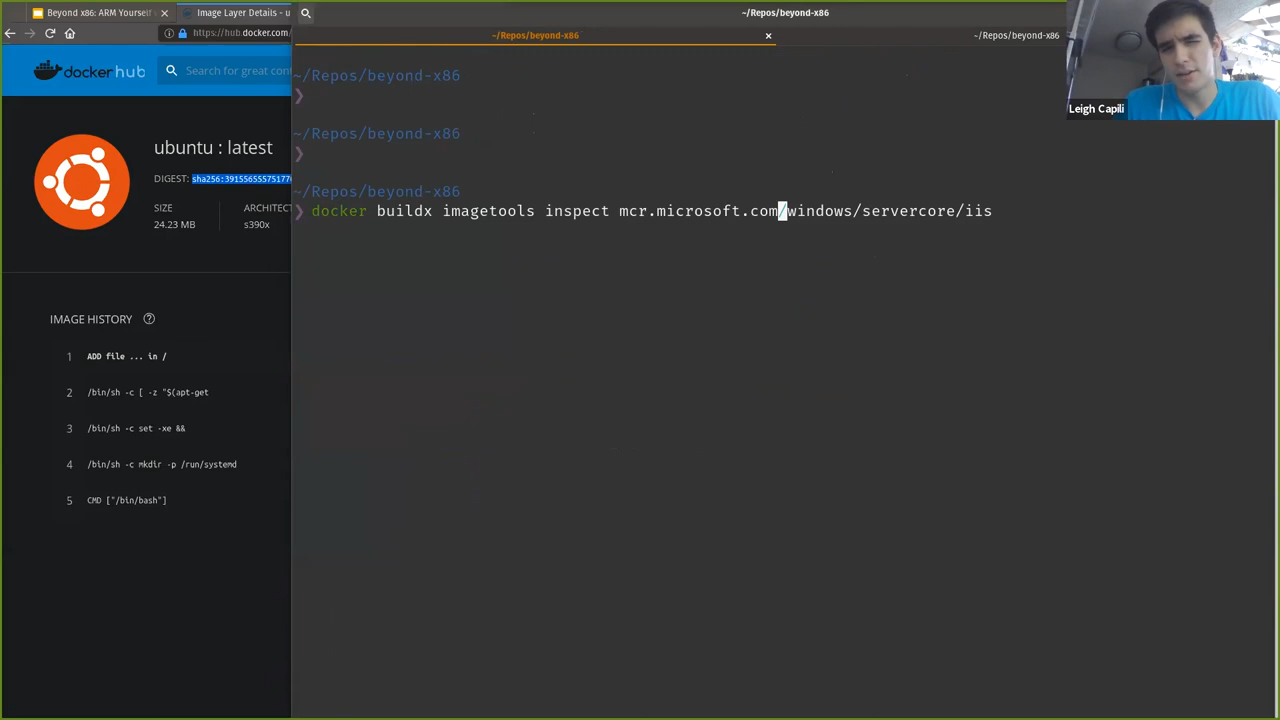 Beyond x86: ARM Yourself
Image Layer Details - u
https://hub.docker.com/
dockerhub
Search for great cont
ubuntu : latest
DIGEST: sha256:391556555751770
SIZE
ARCHITECT
24.23 MB
s390x
IMAGE HISTORY
1 ADD file ... in /
2 /bin/sh -c [ -z "$(apt-get
3 /bin/sh -c set -xe &&
4 /bin/sh -c mkdir -p /run/systemd
5 CMD ["/bin/bash"]
~/Repos/beyond-x86
~/Repos/beyond-x86
~/Repos/beyond-x86
~/Repos/beyond-x86
❯
~/Repos/beyond-x86
❯
~/Repos/beyond-x86
❯ docker buildx imagetools inspect mcr.microsoft.com/windows/servercore/iis
Leigh Capili